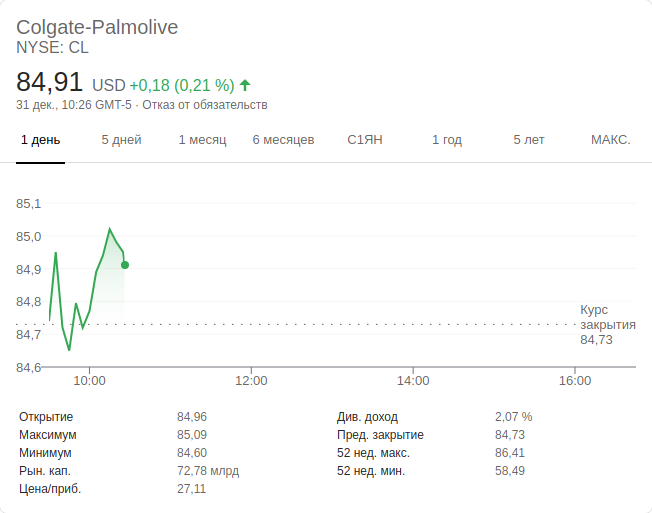 Colgate-Palmolive
NYSE: CL
84,91 USD +0,18 (0,21 %)
31 дек., 10:26 GMT-5 · Отказ от обязательств
1 день 5 дней 1 месяц 6 месяцев С1ЯН 1 год 5 лет МАКС.
85,1
85,0
84,9
84,8
84,7
84,6
Курс
закрытия
84,73
10:00 12:00 14:00 16:00
Открытие 84,96 Див. доход 2,07 %
Максимум 85,09 Пред. закрытие 84,73
Минимум 84,60 52 нед. макс. 86,41
Рын. кап. 72,78 млрд 52 нед. мин. 58,49
Цена/приб. 27,11